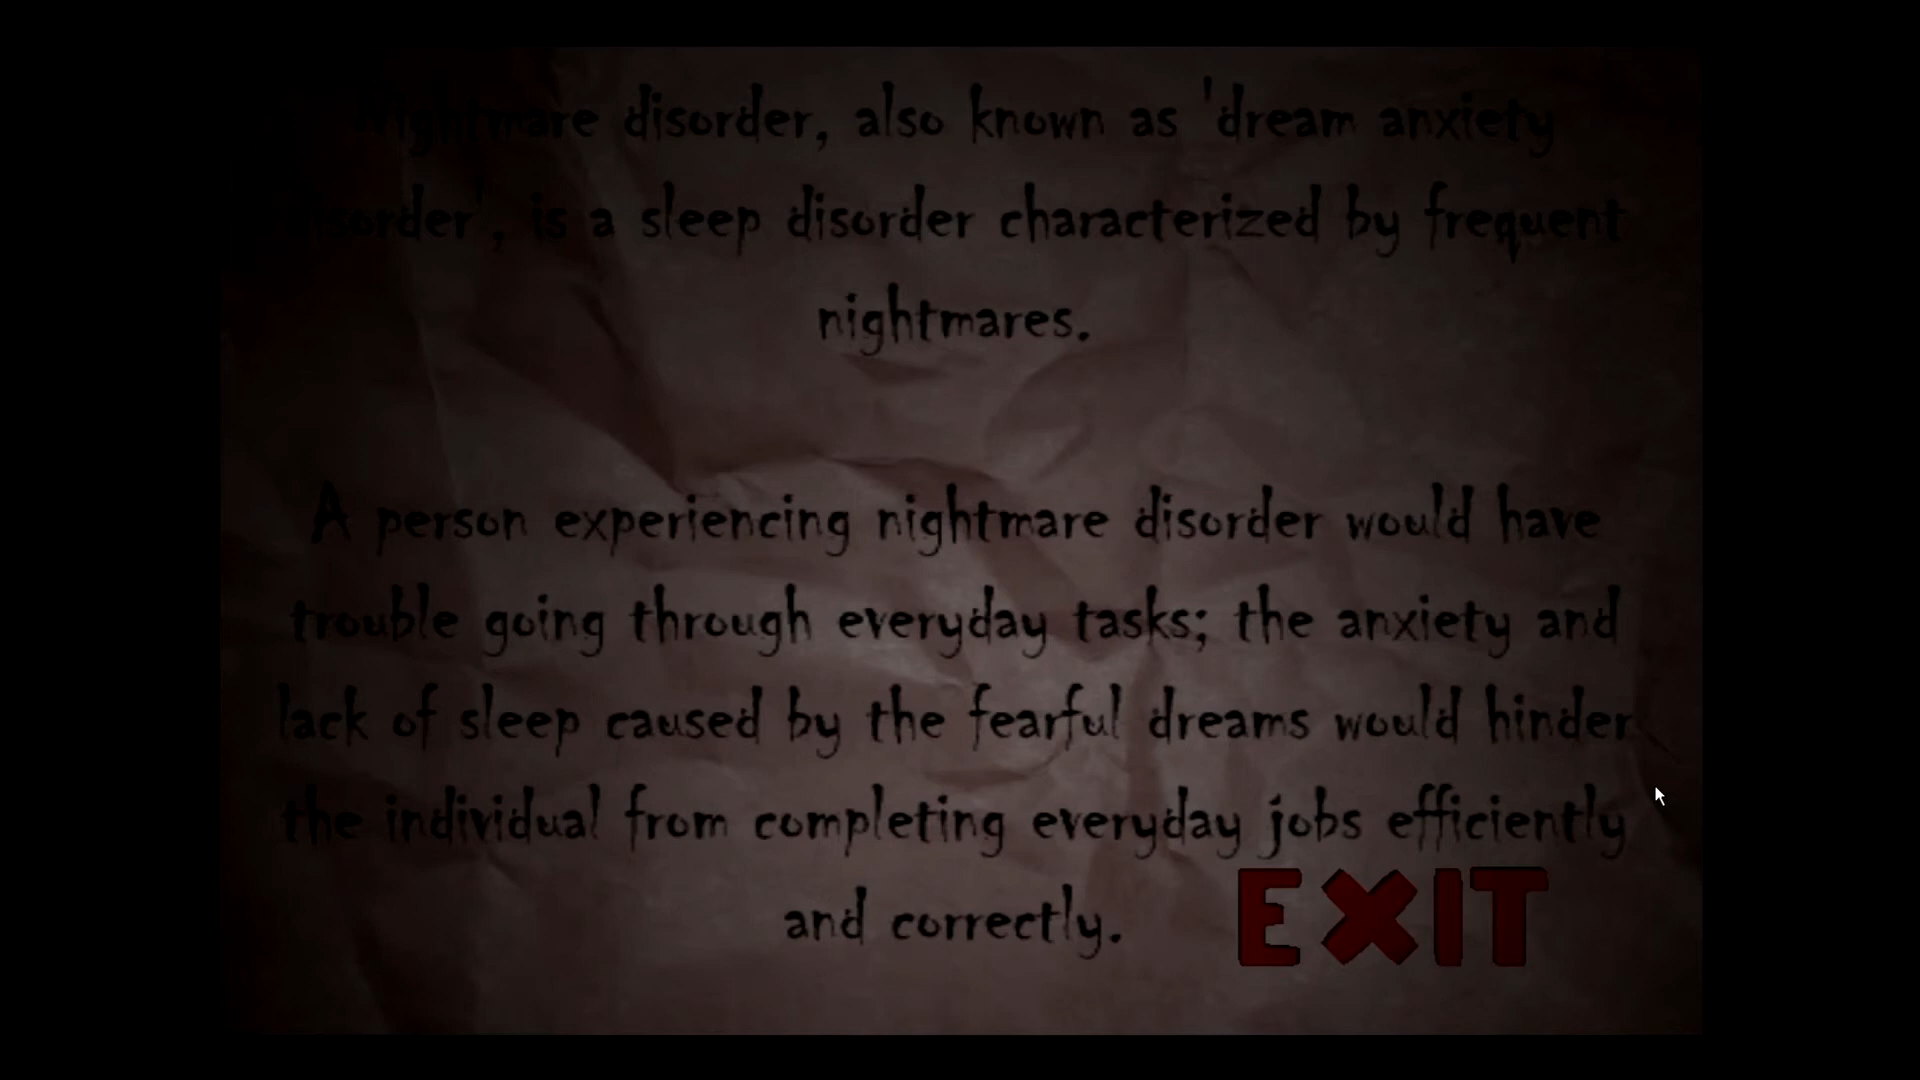 Nightmare disorder, also known as 'dream anxiety
disorder', is a sleep disorder characterized by frequent
nightmares.
A person experiencing nightmare disorder would have
trouble going through everyday tasks; the anxiety and
lack of sleep caused by the fearful dreams would hinder
the individual from completing everyday jobs efficiently
and correctly.
EXIT